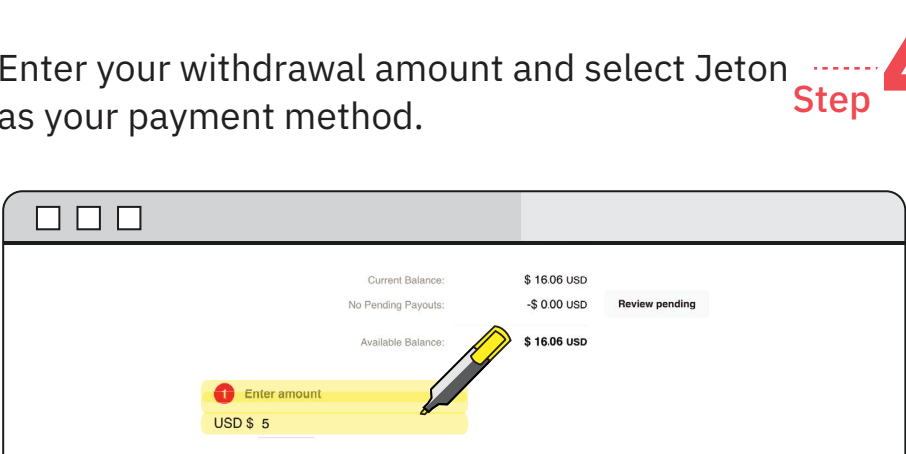 Enter your withdrawal amount and select Jeton
as your payment method.
Step
Current Balance: $ 16.06 USD
No Pending Payouts: -$ 0.00 USD Review pending
Available Balance: $ 16.06 USD
1 Enter amount
USD $ 5